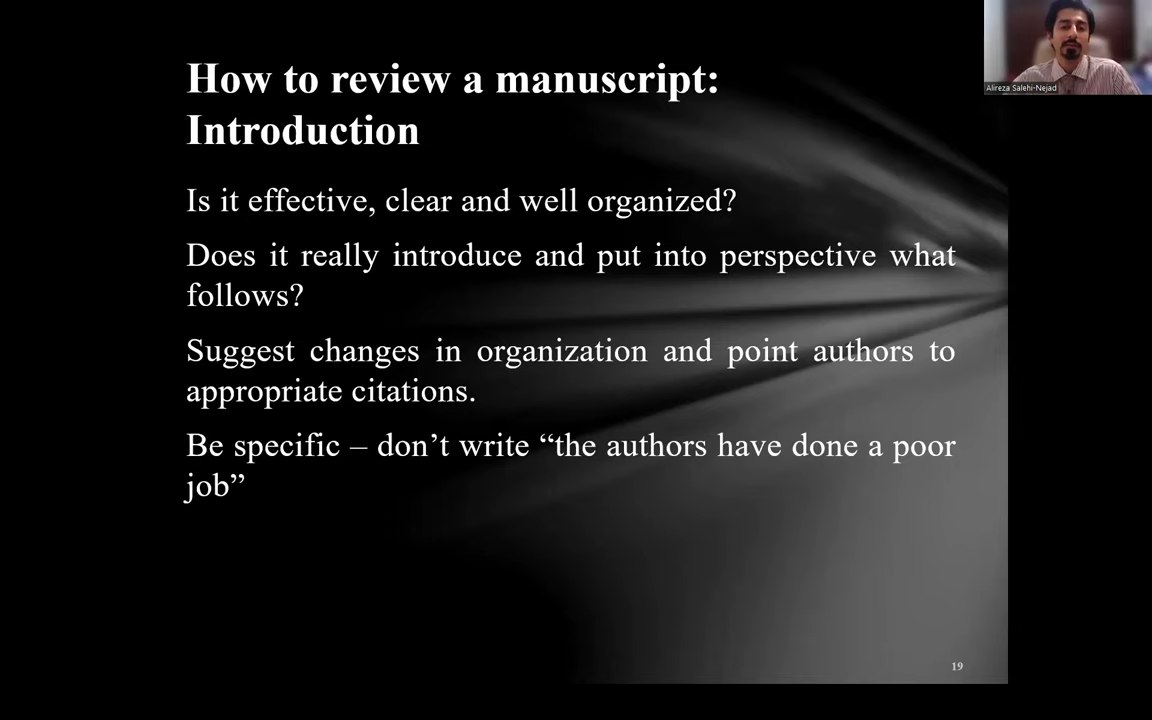 How to review a manuscript:
Introduction
Is it effective, clear and well organized?
Does it really introduce and put into perspective what
follows?
Suggest changes in organization and point authors to
appropriate citations.
Be specific – don’t write “the authors have done a poor
job”
19
Alireza Salehi-Nejad